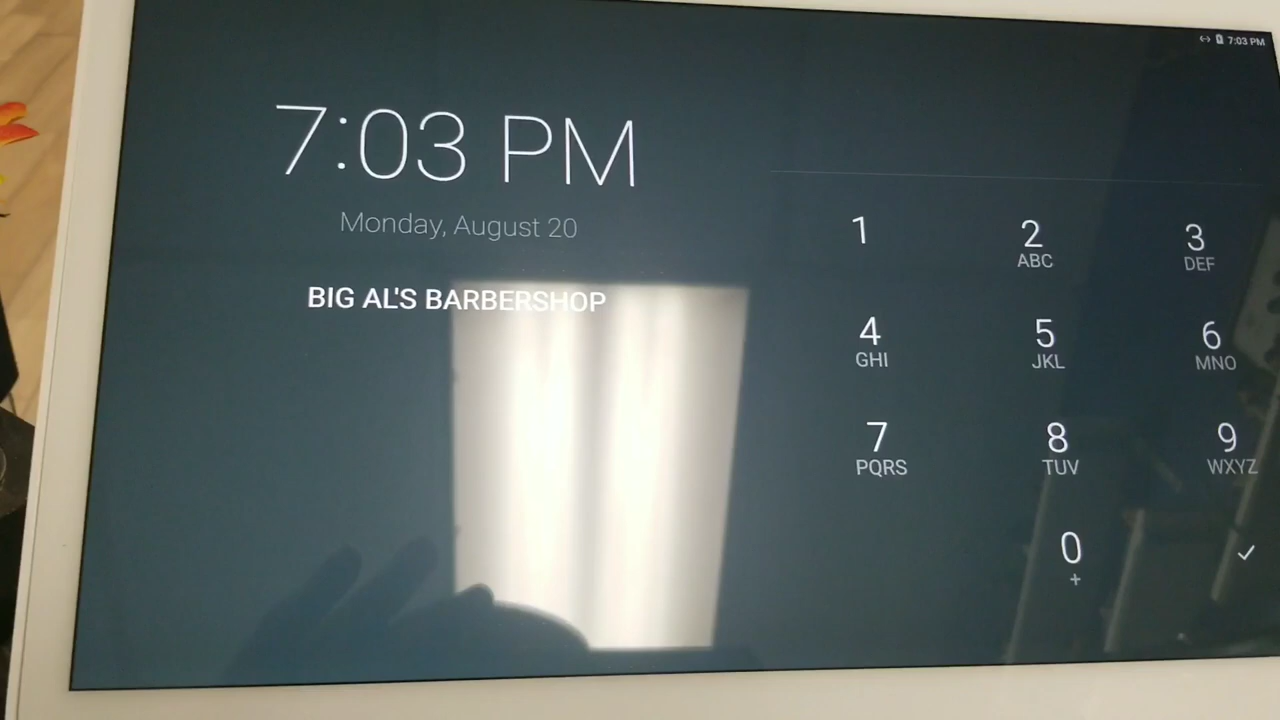 7:03 PM
7:03 PM
Monday, August 20
BIG AL'S BARBERSHOP
1
2
ABC
3
DEF
4
GHI
5
JKL
6
MNO
7
PQRS
8
TUV
9
WXYZ
0
+